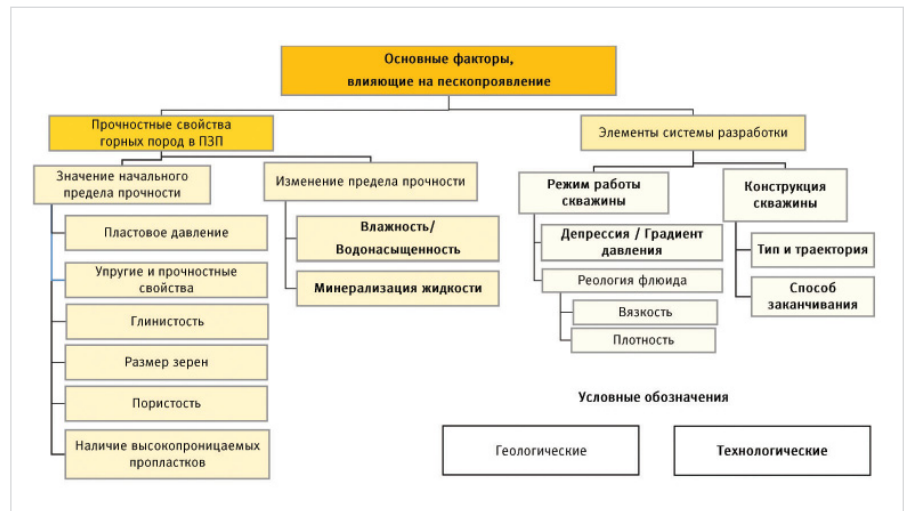 Основные факторы,
влияющие на пескопроявление
Прочностные свойства
горных пород в ПЗП
Элементы системы разработки
Значение начального
предела прочности
Изменение предела прочности
Режим работы
скважины
Конструкция
скважины
Пластовое давление
Упругие и прочностные
свойства
Глинистость
Размер зерен
Пористость
Наличие высокопроницаемых
пропластков
Влажность/
Водонасыщенность
Минерализация жидкости
Депрессия / Градиент
давления
Реология флюида
Вязкость
Плотность
Тип и траектория
Способ
заканчивания
Условные обозначения
Геологические
Технологические